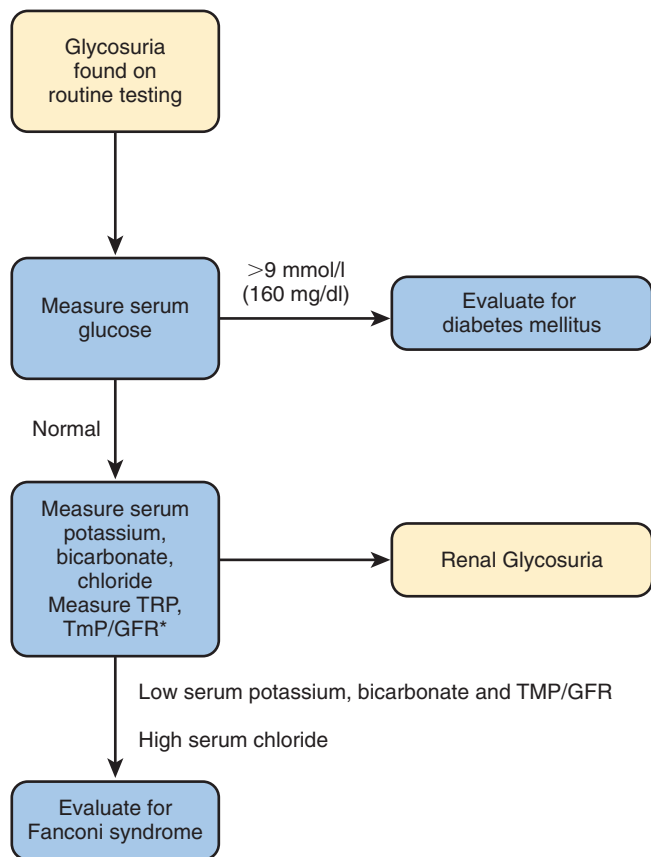 Glycosuria
found on
routine testing
>9 mmol/l
(160 mg/dl)
Measure serum
glucose
Evaluate for
diabetes mellitus
Normal
Measure serum
potassium,
bicarbonate,
chloride
Measure TRP,
TmP/GFR*
Renal Glycosuria
Low serum potassium, bicarbonate and TMP/GFR
High serum chloride
Evaluate for
Fanconi syndrome